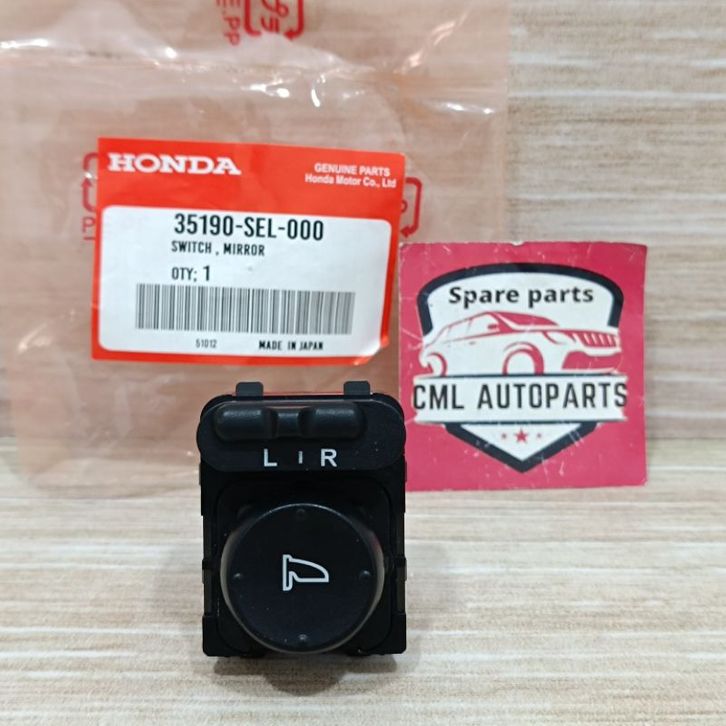 HONDA
GENUINE PARTS
Honda Motor Co., Ltd
35190-SEL-000
SWITCH , MIRROR
QTY; 1
51012 MADE IN JAPAN
Spare parts
CML AUTOPARTS
L R